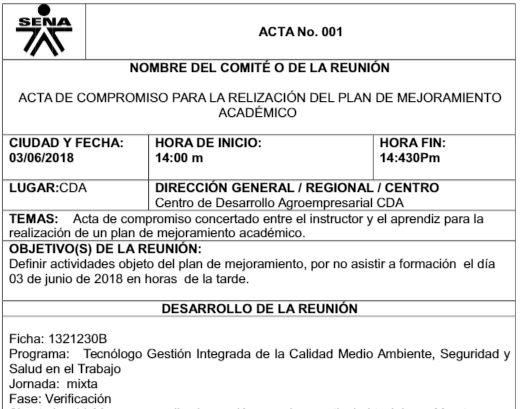 SENA
ACTA No. 001
NOMBRE DEL COMITÉ O DE LA REUNIÓN
ACTA DE COMPROMISO PARA LA RELIZACIÓN DEL PLAN DE MEJORAMIENTO
ACADÉMICO
CIUDAD Y FECHA:
03/06/2018
HORA DE INICIO:
14:00 m
HORA FIN:
14:430Pm
LUGAR:CDA
DIRECCIÓN GENERAL / REGIONAL / CENTRO
Centro de Desarrollo Agroempresarial CDA
TEMAS: Acta de compromiso concertado entre el instructor y el aprendiz para la
realización de un plan de mejoramiento académico.
OBJETIVO(S) DE LA REUNIÓN:
Definir actividades objeto del plan de mejoramiento, por no asistir a formación el día
03 de junio de 2018 en horas de la tarde.
DESARROLLO DE LA REUNIÓN
Ficha: 1321230B
Programa: Tecnólogo Gestión Integrada de la Calidad Medio Ambiente, Seguridad y
Salud en el Trabajo
Jornada: mixta
Fase: Verificación